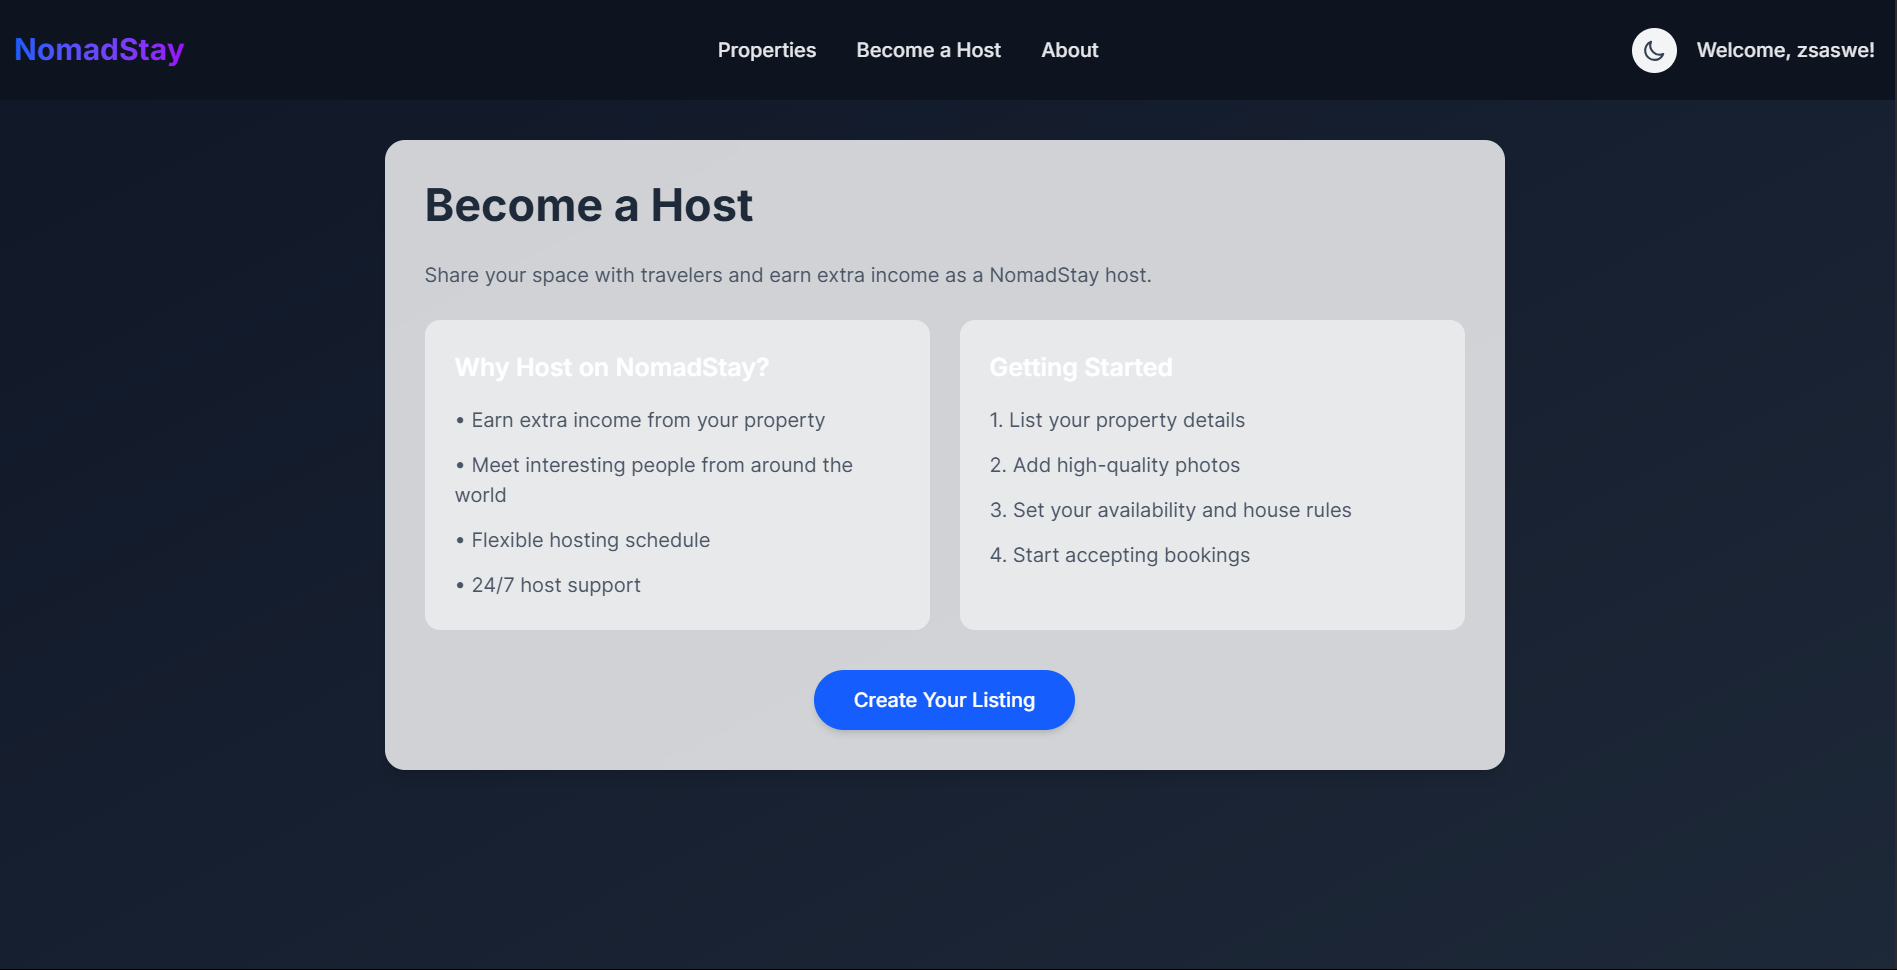 NomadStay
Properties
Become a Host
About
Welcome, zsaswe!
Become a Host
Share your space with travelers and earn extra income as a NomadStay host.
Why Host on NomadStay?
• Earn extra income from your property
• Meet interesting people from around the
world
• Flexible hosting schedule
• 24/7 host support
Getting Started
1. List your property details
2. Add high-quality photos
3. Set your availability and house rules
4. Start accepting bookings
Create Your Listing